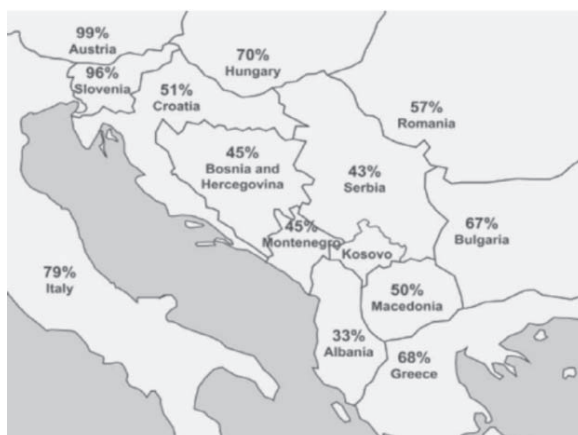 99%
Austria
70%
Hungary
96%
Slovenia
51%
Croatia
57%
Romania
45%
Bosnia and
Hercegovina
43%
Serbia
45%
Montenegro
Kosovo
67%
Bulgaria
79%
Italy
50%
Macedonia
33%
Albania
68%
Greece